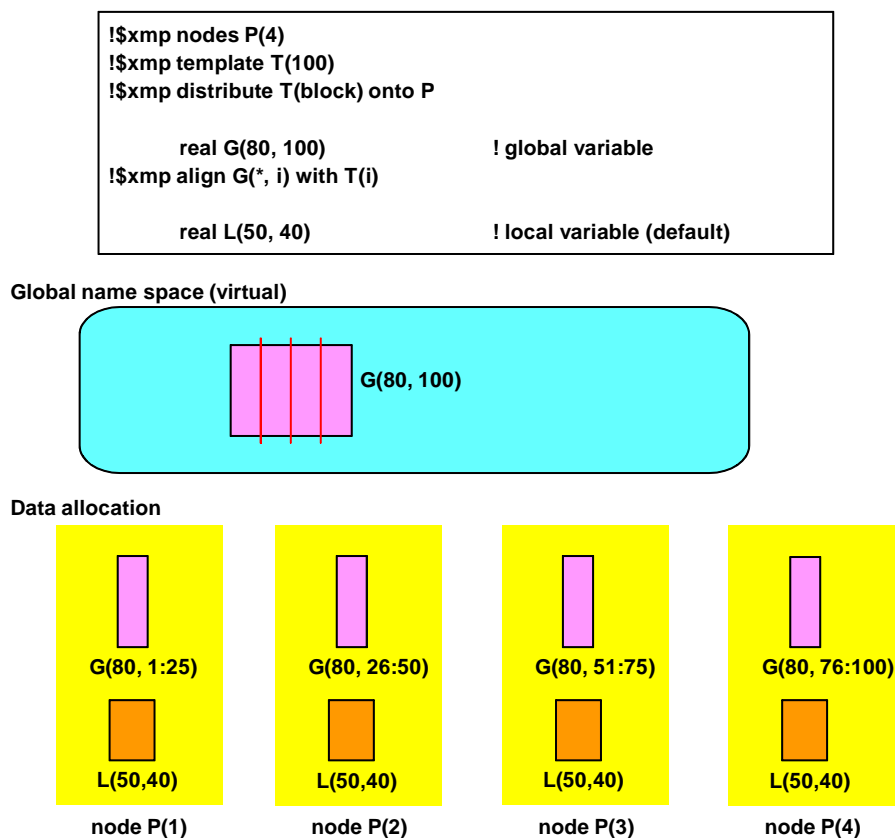 !$xmp nodes P(4)
!$xmp template T(100)
!$xmp distribute T(block) onto P
real G(80, 100) ! global variable
!$xmp align G(*, i) with T(i)
real L(50, 40) ! local variable (default)
Global name space (virtual)
G(80, 100)
Data allocation
G(80, 1:25) G(80, 26:50) G(80, 51:75) G(80, 76:100)
L(50,40) L(50,40) L(50,40) L(50,40)
node P(1) node P(2) node P(3) node P(4)